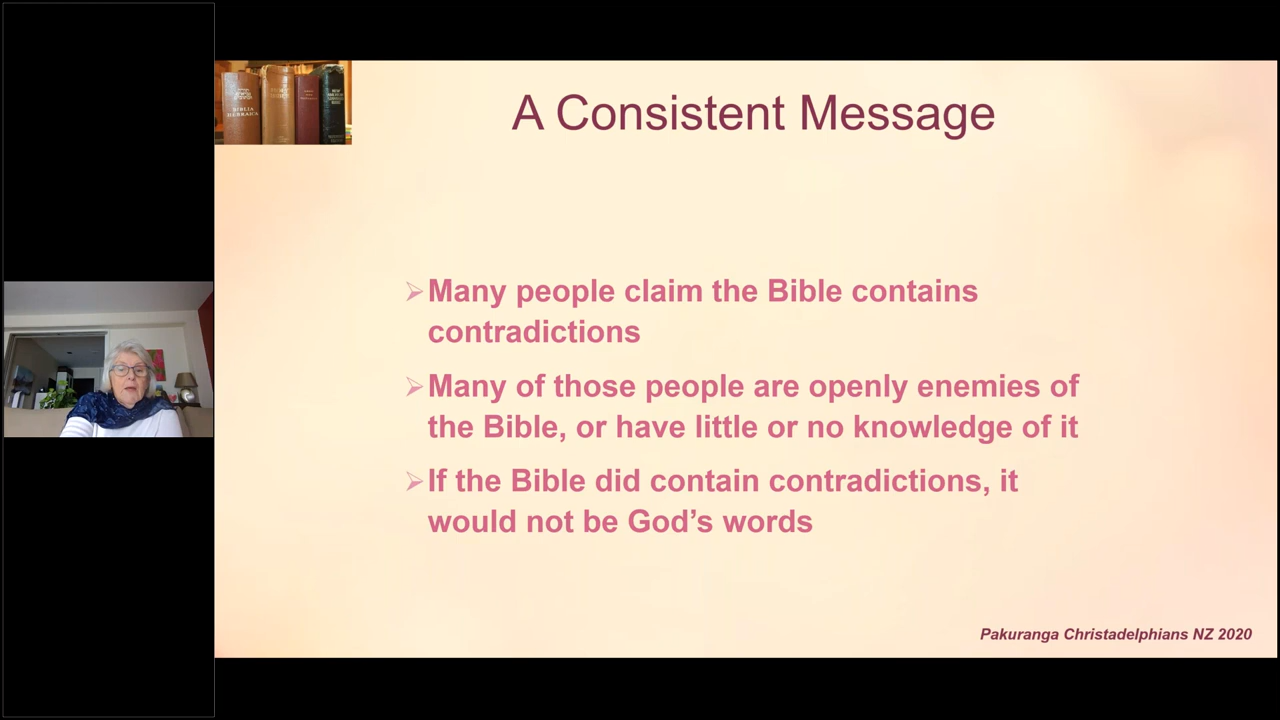 BIBLIA
HEBRAICA
A Consistent Message
Many people claim the Bible contains
contradictions
Many of those people are openly enemies of
the Bible, or have little or no knowledge of it
If the Bible did contain contradictions, it
would not be God’s words
Pakuranga Christadelphians NZ 2020